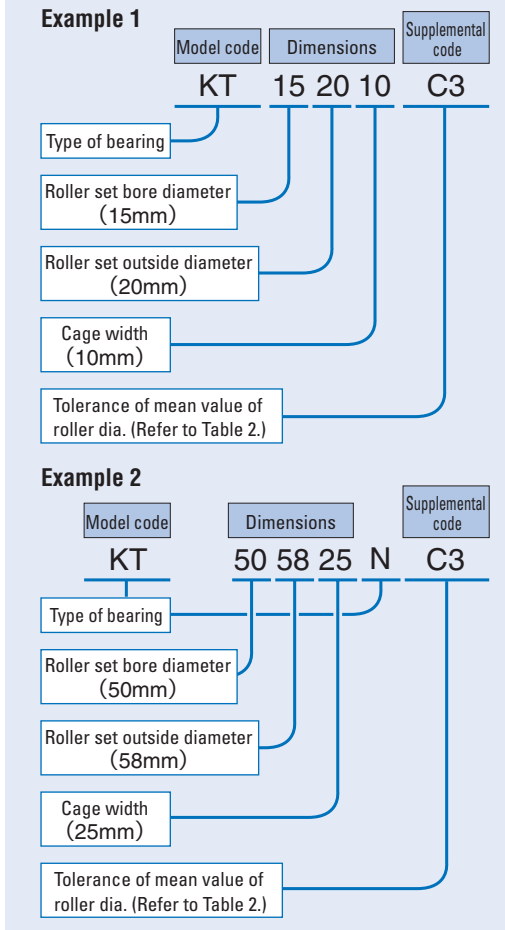 Example 1
Model code
Dimensions
Supplemental
code
KT 15 20 10 C3
Type of bearing
Roller set bore diameter
（15mm）
Roller set outside diameter
（20mm）
Cage width
（10mm）
Tolerance of mean value of
roller dia. (Refer to Table 2.)
Example 2
Model code
Dimensions
Supplemental
code
KT 50 58 25 N C3
Type of bearing
Roller set bore diameter
（50mm）
Roller set outside diameter
（58mm）
Cage width
（25mm）
Tolerance of mean value of
roller dia. (Refer to Table 2.)